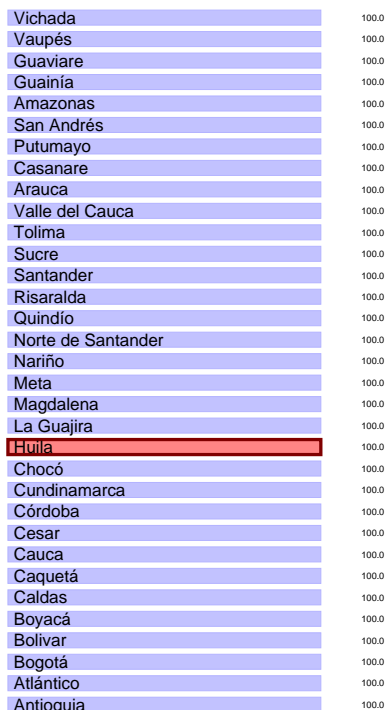 Vichada 100.0
Vaupés 100.0
Guaviare 100.0
Guainía 100.0
Amazonas 100.0
San Andrés 100.0
Putumayo 100.0
Casanare 100.0
Arauca 100.0
Valle del Cauca 100.0
Tolima 100.0
Sucre 100.0
Santander 100.0
Risaralda 100.0
Quindío 100.0
Norte de Santander 100.0
Nariño 100.0
Meta 100.0
Magdalena 100.0
La Guajira 100.0
Huila 100.0
Chocó 100.0
Cundinamarca 100.0
Córdoba 100.0
Cesar 100.0
Cauca 100.0
Caquetá 100.0
Caldas 100.0
Boyacá 100.0
Bolivar 100.0
Bogotá 100.0
Atlántico 100.0
Antioquia 100.0